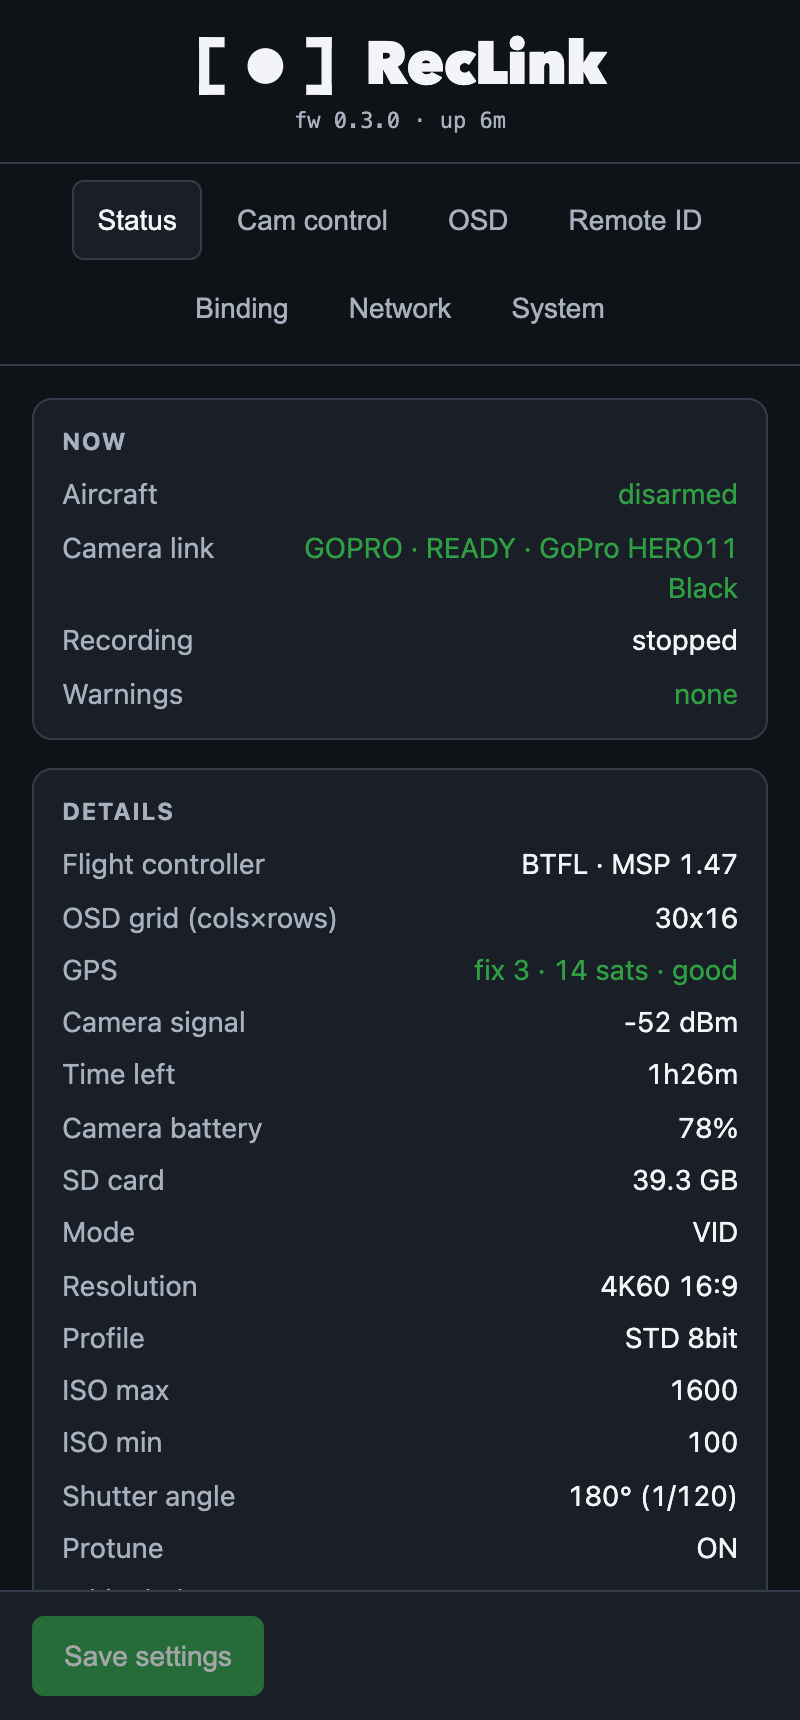 [ ● ] RecLink
fw 0.3.0 · up 6m
Status Cam control OSD Remote ID
Binding Network System
NOW
Aircraft disarmed
Camera link GOPRO · READY · GoPro HERO11
Black
Recording stopped
Warnings none
DETAILS
Flight controller BTFL · MSP 1.47
OSD grid (cols×rows) 30x16
GPS fix 3 · 14 sats · good
Camera signal -52 dBm
Time left 1h26m
Camera battery 78%
SD card 39.3 GB
Mode VID
Resolution 4K60 16:9
Profile STD 8bit
ISO max 1600
ISO min 100
Shutter angle 180° (1/120)
Protune ON
Save settings